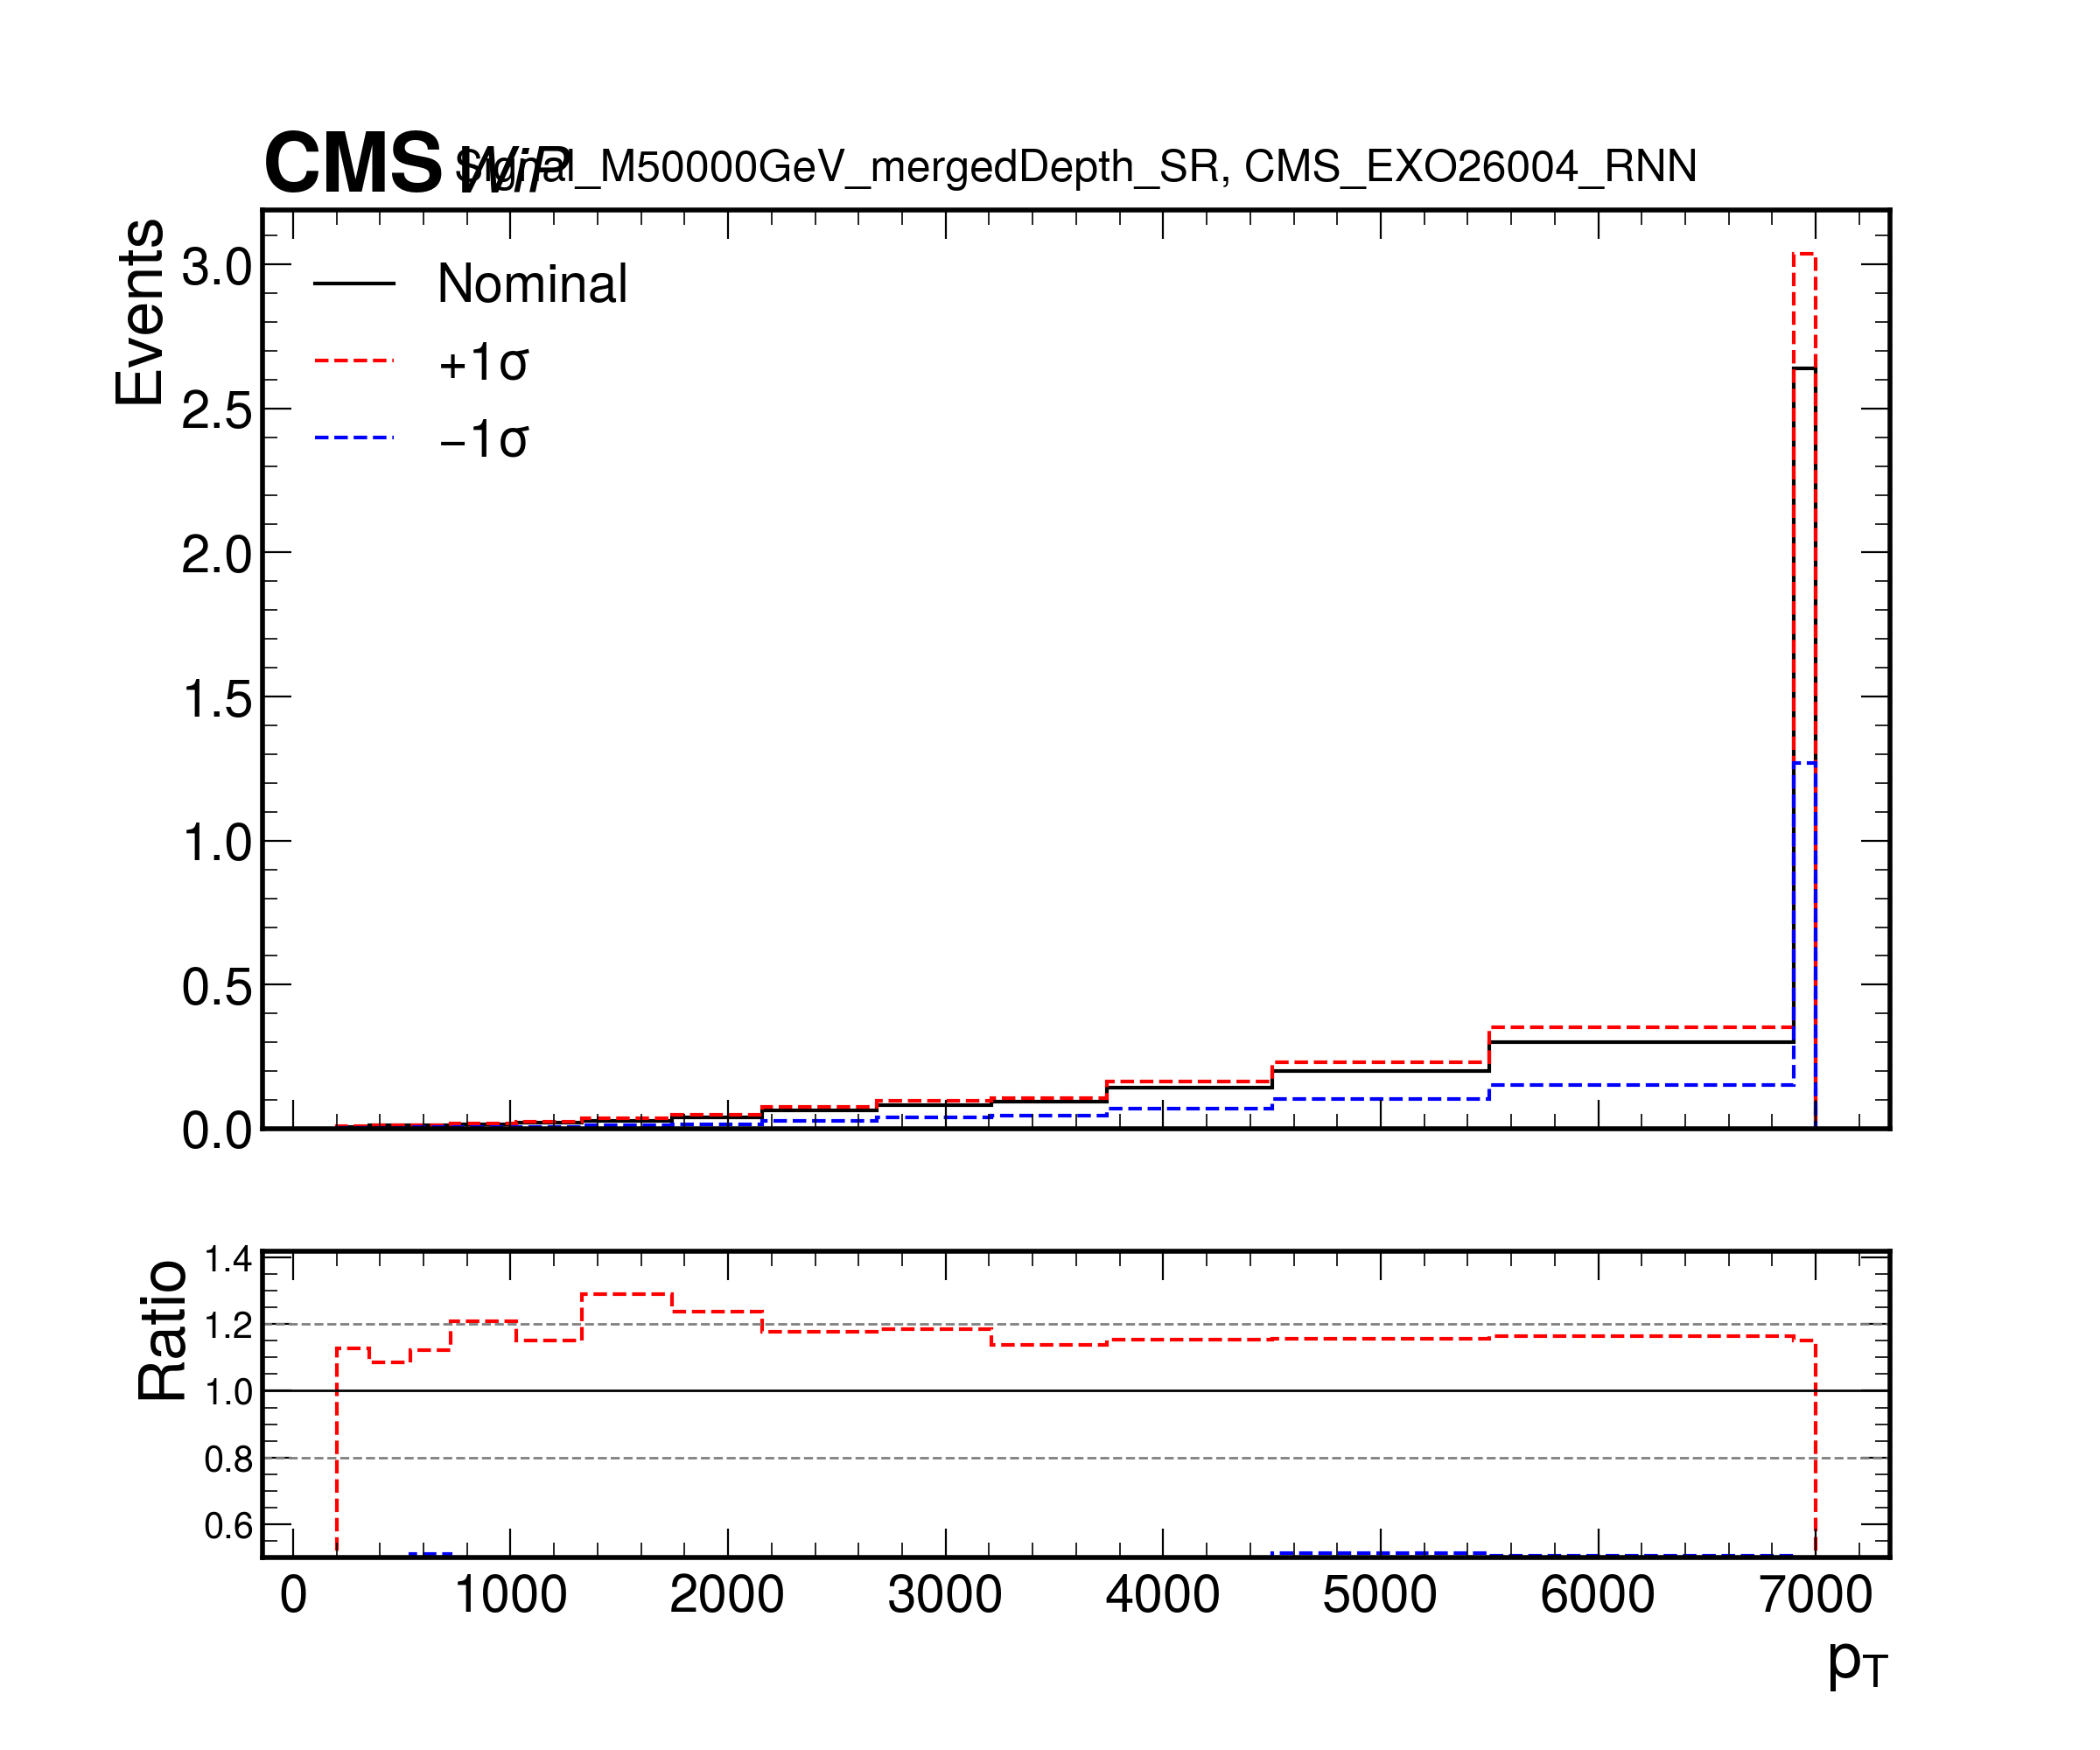 CMS WiP Signal_M50000GeV_mergedDepth_SR, CMS_EXO26004_RNN
Events
3.0
2.5
2.0
1.5
1.0
0.5
0.0
Nominal
+1σ
−1σ
Ratio
1.4
1.2
1.0
0.8
0.6
0 1000 2000 3000 4000 5000 6000 7000
pT